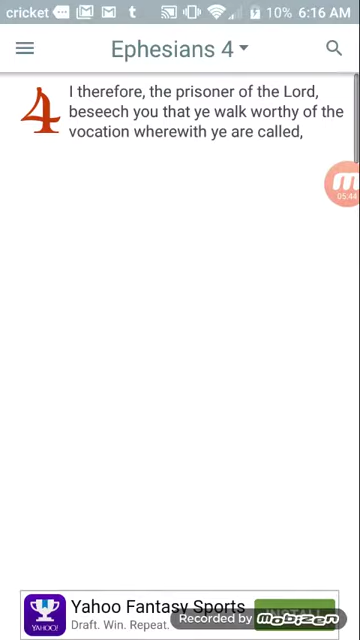 cricket t 10% 6:16 AM
Ephesians 4
4 I therefore, the prisoner of the Lord,
beseech you that ye walk worthy of the
vocation wherewith ye are called,
05:44
Yahoo Fantasy Sports
Draft. Win. Repeat.
YAHOO!
INSTALL
Recorded by Mobizen